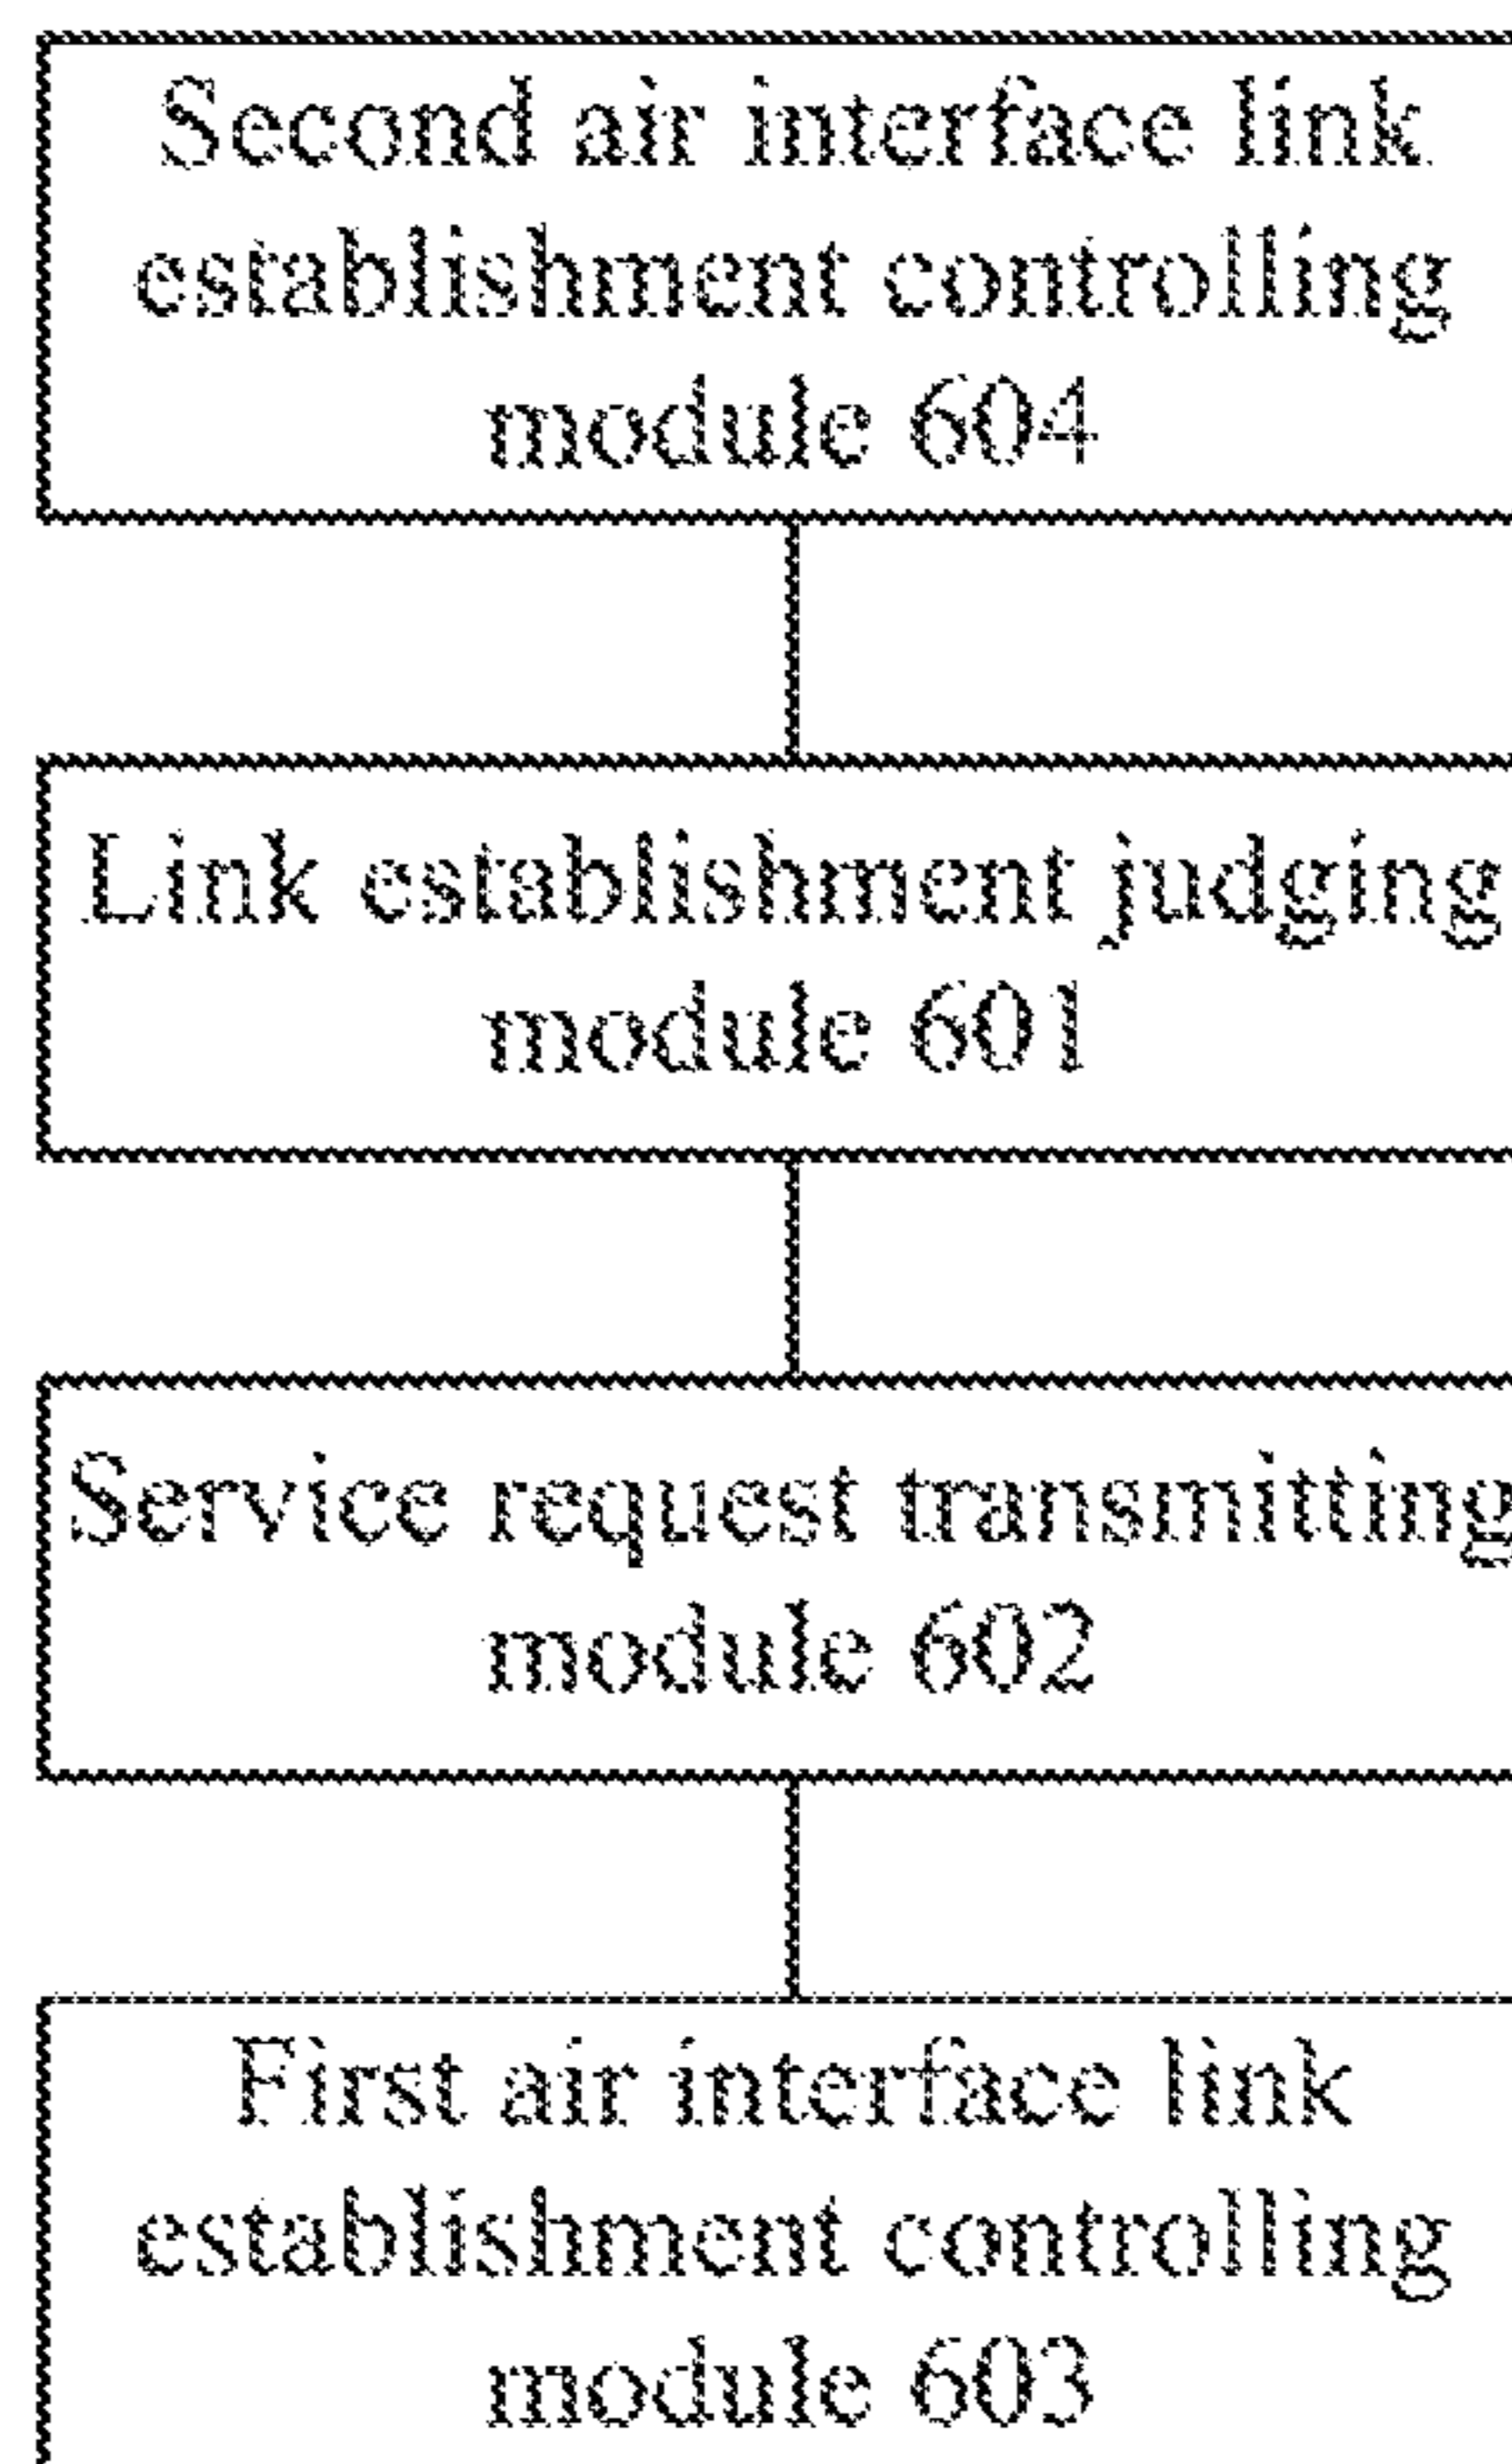 Second air interface link
establishment controlling
module 604
Link establishment judging
module 601
Service request transmitting
module 602
First air interface link
establishment controlling
module 603